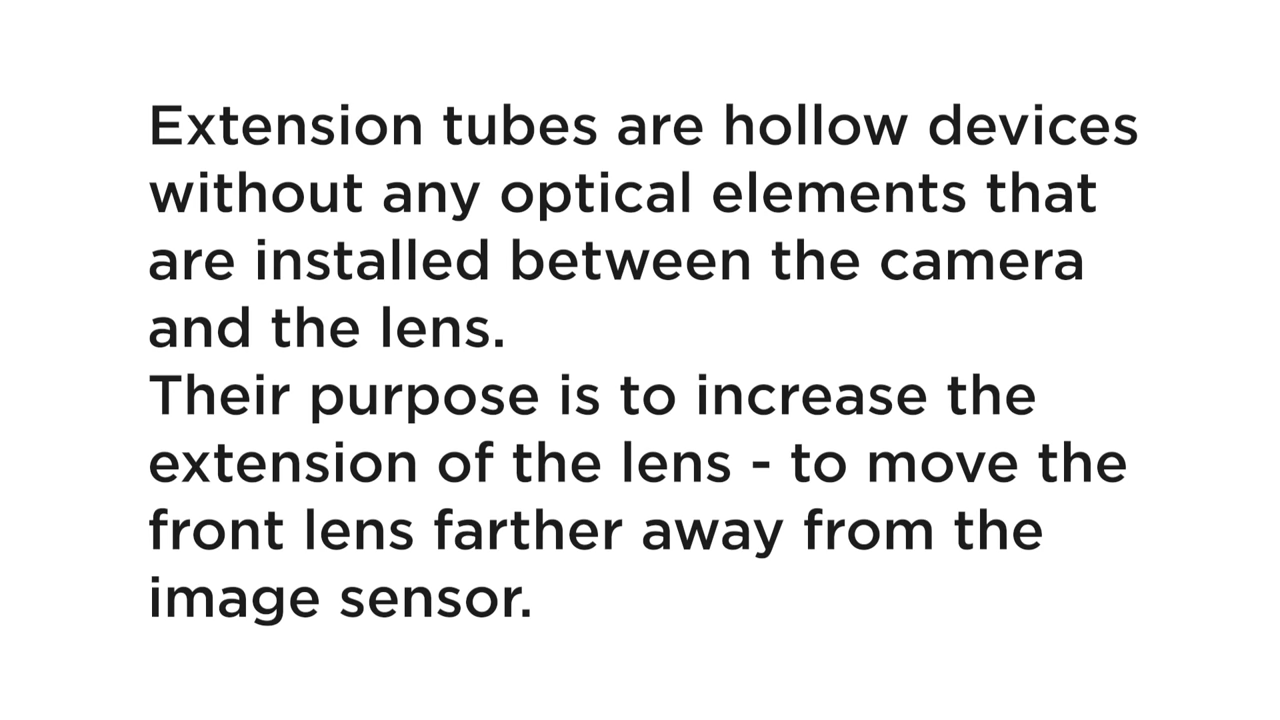 Extension tubes are hollow devices
without any optical elements that
are installed between the camera
and the lens.
Their purpose is to increase the
extension of the lens - to move the
front lens farther away from the
image sensor.